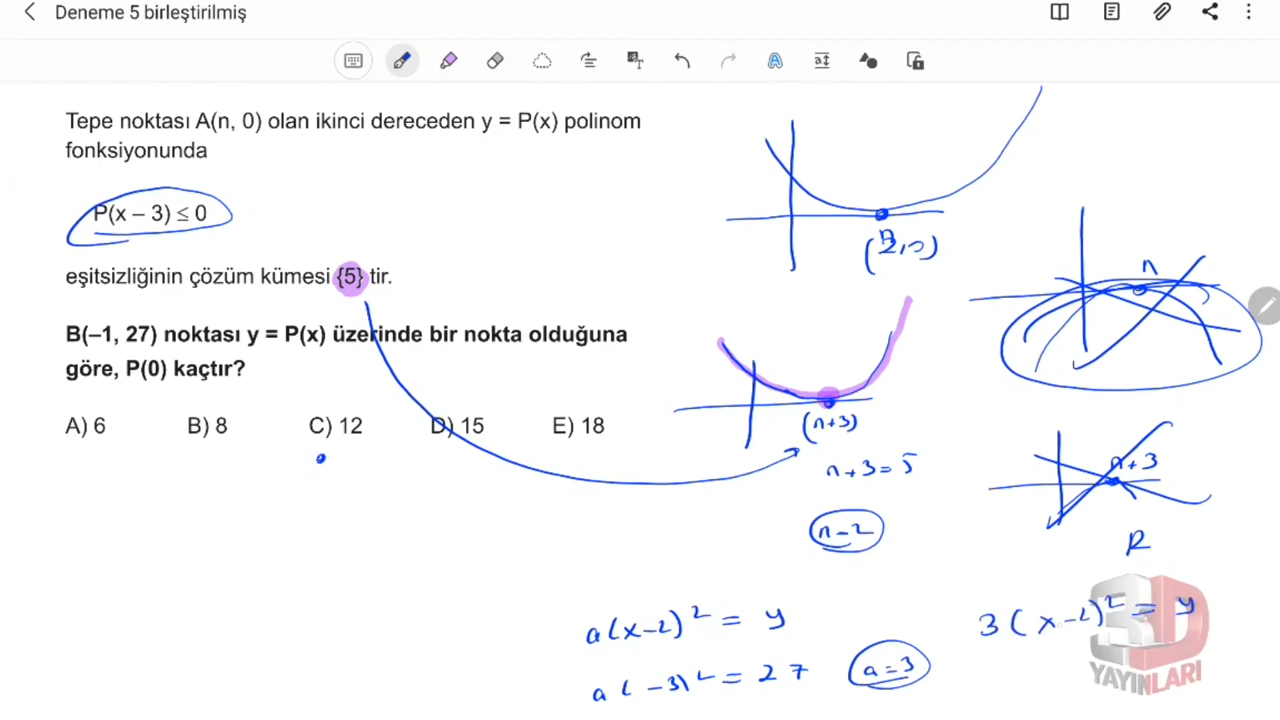 Deneme 5 birleştirilmiş
Tepe noktası A(n, 0) olan ikinci dereceden y = P(x) polinom
fonksiyonunda
P(x – 3) ≤ 0
eşitsizliğinin çözüm kümesi {5} tir.
B(–1, 27) noktası y = P(x) üzerinde bir nokta olduğuna
göre, P(0) kaçtır?
A) 6 B) 8 C) 12 D) 15 E) 18
n
(n+3)
n+3=5
n=2
n+3
R
a(x-2)² = y
a(-3)² = 27
a=3
3(x-2)² = y
3D
YAYINLARI